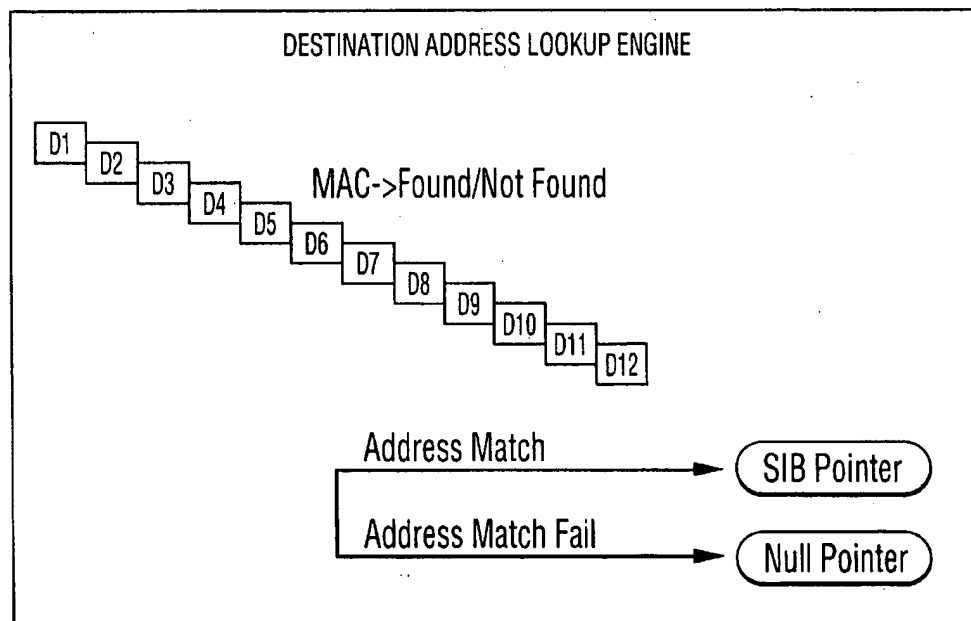 DESTINATION ADDRESS LOOKUP ENGINE
D1
D2
D3
D4
MAC->Found/Not Found
D5
D6
D7
D8
D9
D10
D11
D12
Address Match
SIB Pointer
Address Match Fail
Null Pointer